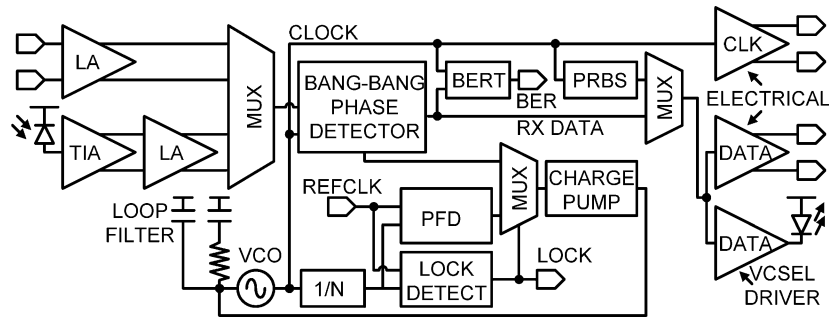 CLOCK
LA
CLK
BANG-BANG
PHASE
DETECTOR
BERT
PRBS
MUX
MUX
BER
RX DATA
ELECTRICAL
TIA
LA
DATA
REFCLK
MUX
CHARGE
PUMP
LOOP
FILTER
PFD
VCO
LOCK
DETECT
LOCK
1/N
DATA
VCSEL
DRIVER